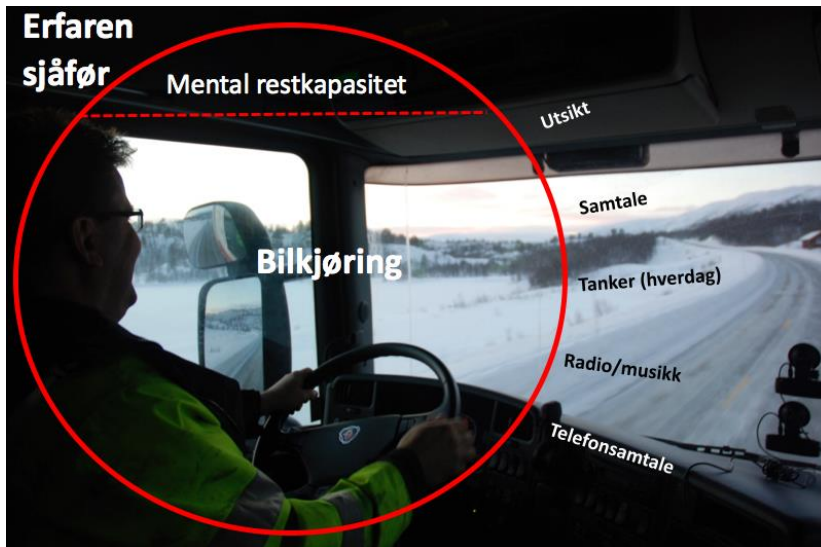 Erfaren
sjåfør
Mental restkapasitet
Utsikt
Samtale
Bilkjøring
Tanker (hverdag)
Radio/musikk
Telefonsamtale